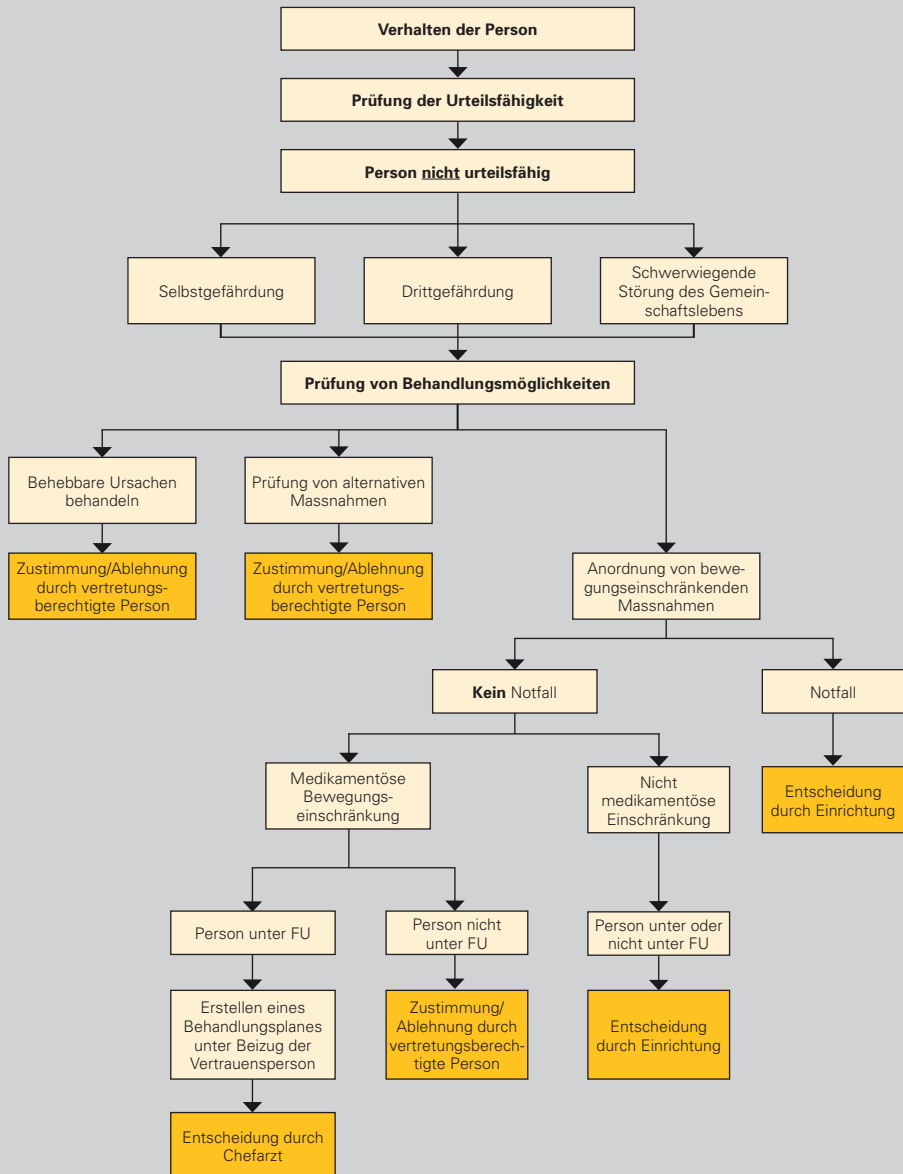 Verhalten der Person
Prüfung der Urteilsfähigkeit
Person nicht urteilsfähig
Selbstgefährdung
Drittgefährdung
Schwerwiegende
Störung des Gemein-
schaftslebens
Prüfung von Behandlungsmöglichkeiten
Behebbare Ursachen
behandeln
Prüfung von alternativen
Massnahmen
Zustimmung/Ablehnung
durch vertretungs-
berechtigte Person
Zustimmung/Ablehnung
durch vertretungs-
berechtigte Person
Anordnung von bewe-
gungseinschränkenden
Massnahmen
Kein Notfall
Notfall
Medikamentöse
Bewegungs-
einschränkung
Nicht
medikamentöse
Einschränkung
Entscheidung
durch Einrichtung
Person unter FU
Person nicht
unter FU
Person unter oder
nicht unter FU
Erstellen eines
Behandlungsplanes
unter Beizug der
Vertrauensperson
Zustimmung/
Ablehnung durch
vertretungsberech-
tigte Person
Entscheidung
durch Einrichtung
Entscheidung durch
Chefarzt